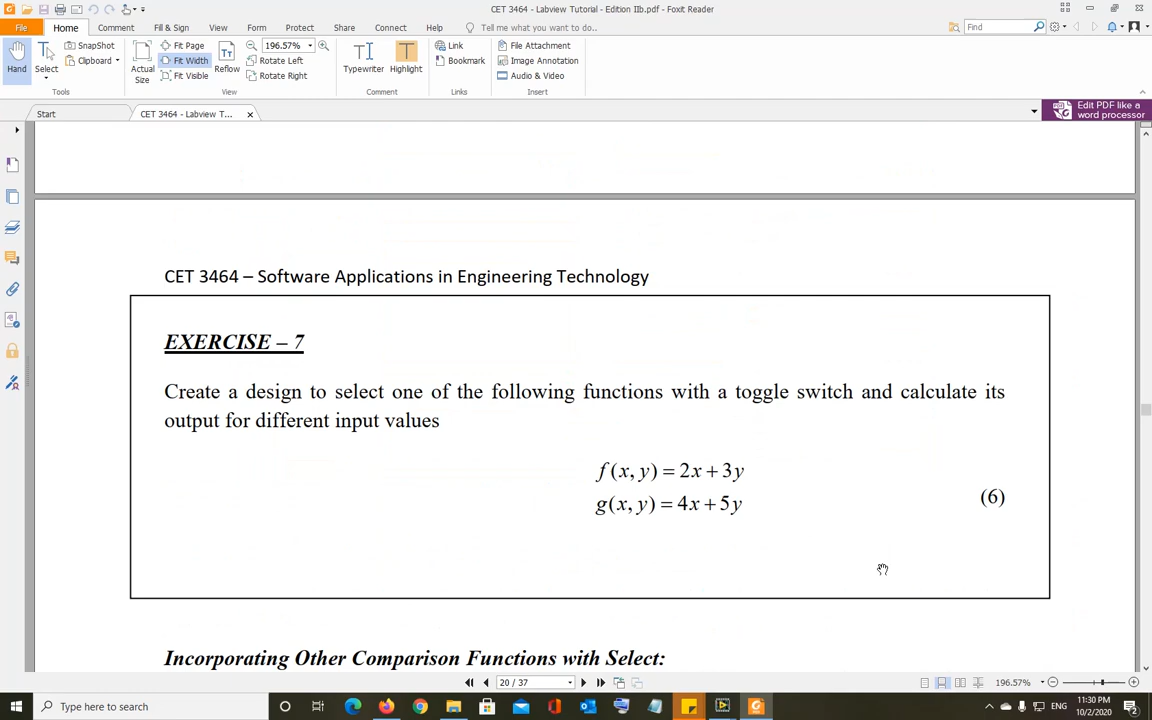 CET 3464 - Labview Tutorial - Edition IIb.pdf - Foxit Reader
File Home Comment Fill & Sign View Form Protect Share Connect Help Tell me what you want to do.. Find
Hand
Select
SnapShot
Clipboard
Tools
Actual Size
Fit Page
Fit Width
Fit Visible
Reflow
196.57%
Rotate Left
Rotate Right
View
Typewriter
Highlight
Comment
Link
Bookmark
Links
File Attachment
Image Annotation
Audio & Video
Insert
Start
CET 3464 - Labview T...
Edit PDF like a
word processor
CET 3464 – Software Applications in Engineering Technology
EXERCISE – 7
Create a design to select one of the following functions with a toggle switch and calculate its
output for different input values
f (x, y) = 2x + 3y
g(x, y) = 4x + 5y
(6)
Incorporating Other Comparison Functions with Select:
20 / 37
196.57%
Type here to search
ENG
11:30 PM
10/2/2020
2